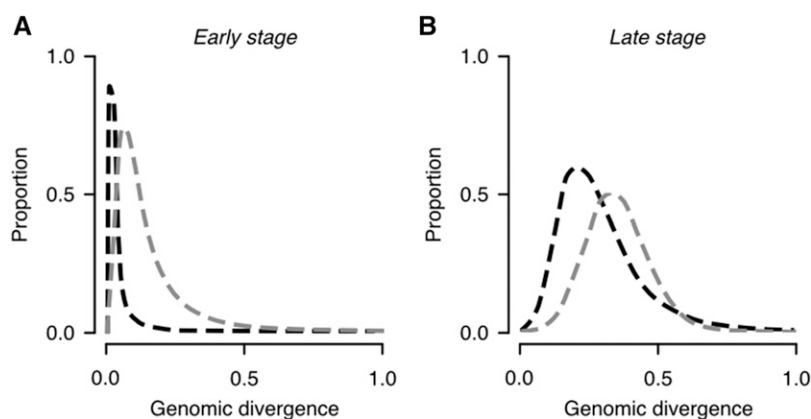 A
Early stage
1.0
0.5
0.0
Proportion
0.0 0.5 1.0
Genomic divergence
B
Late stage
1.0
0.5
0.0
Proportion
0.0 0.5 1.0
Genomic divergence